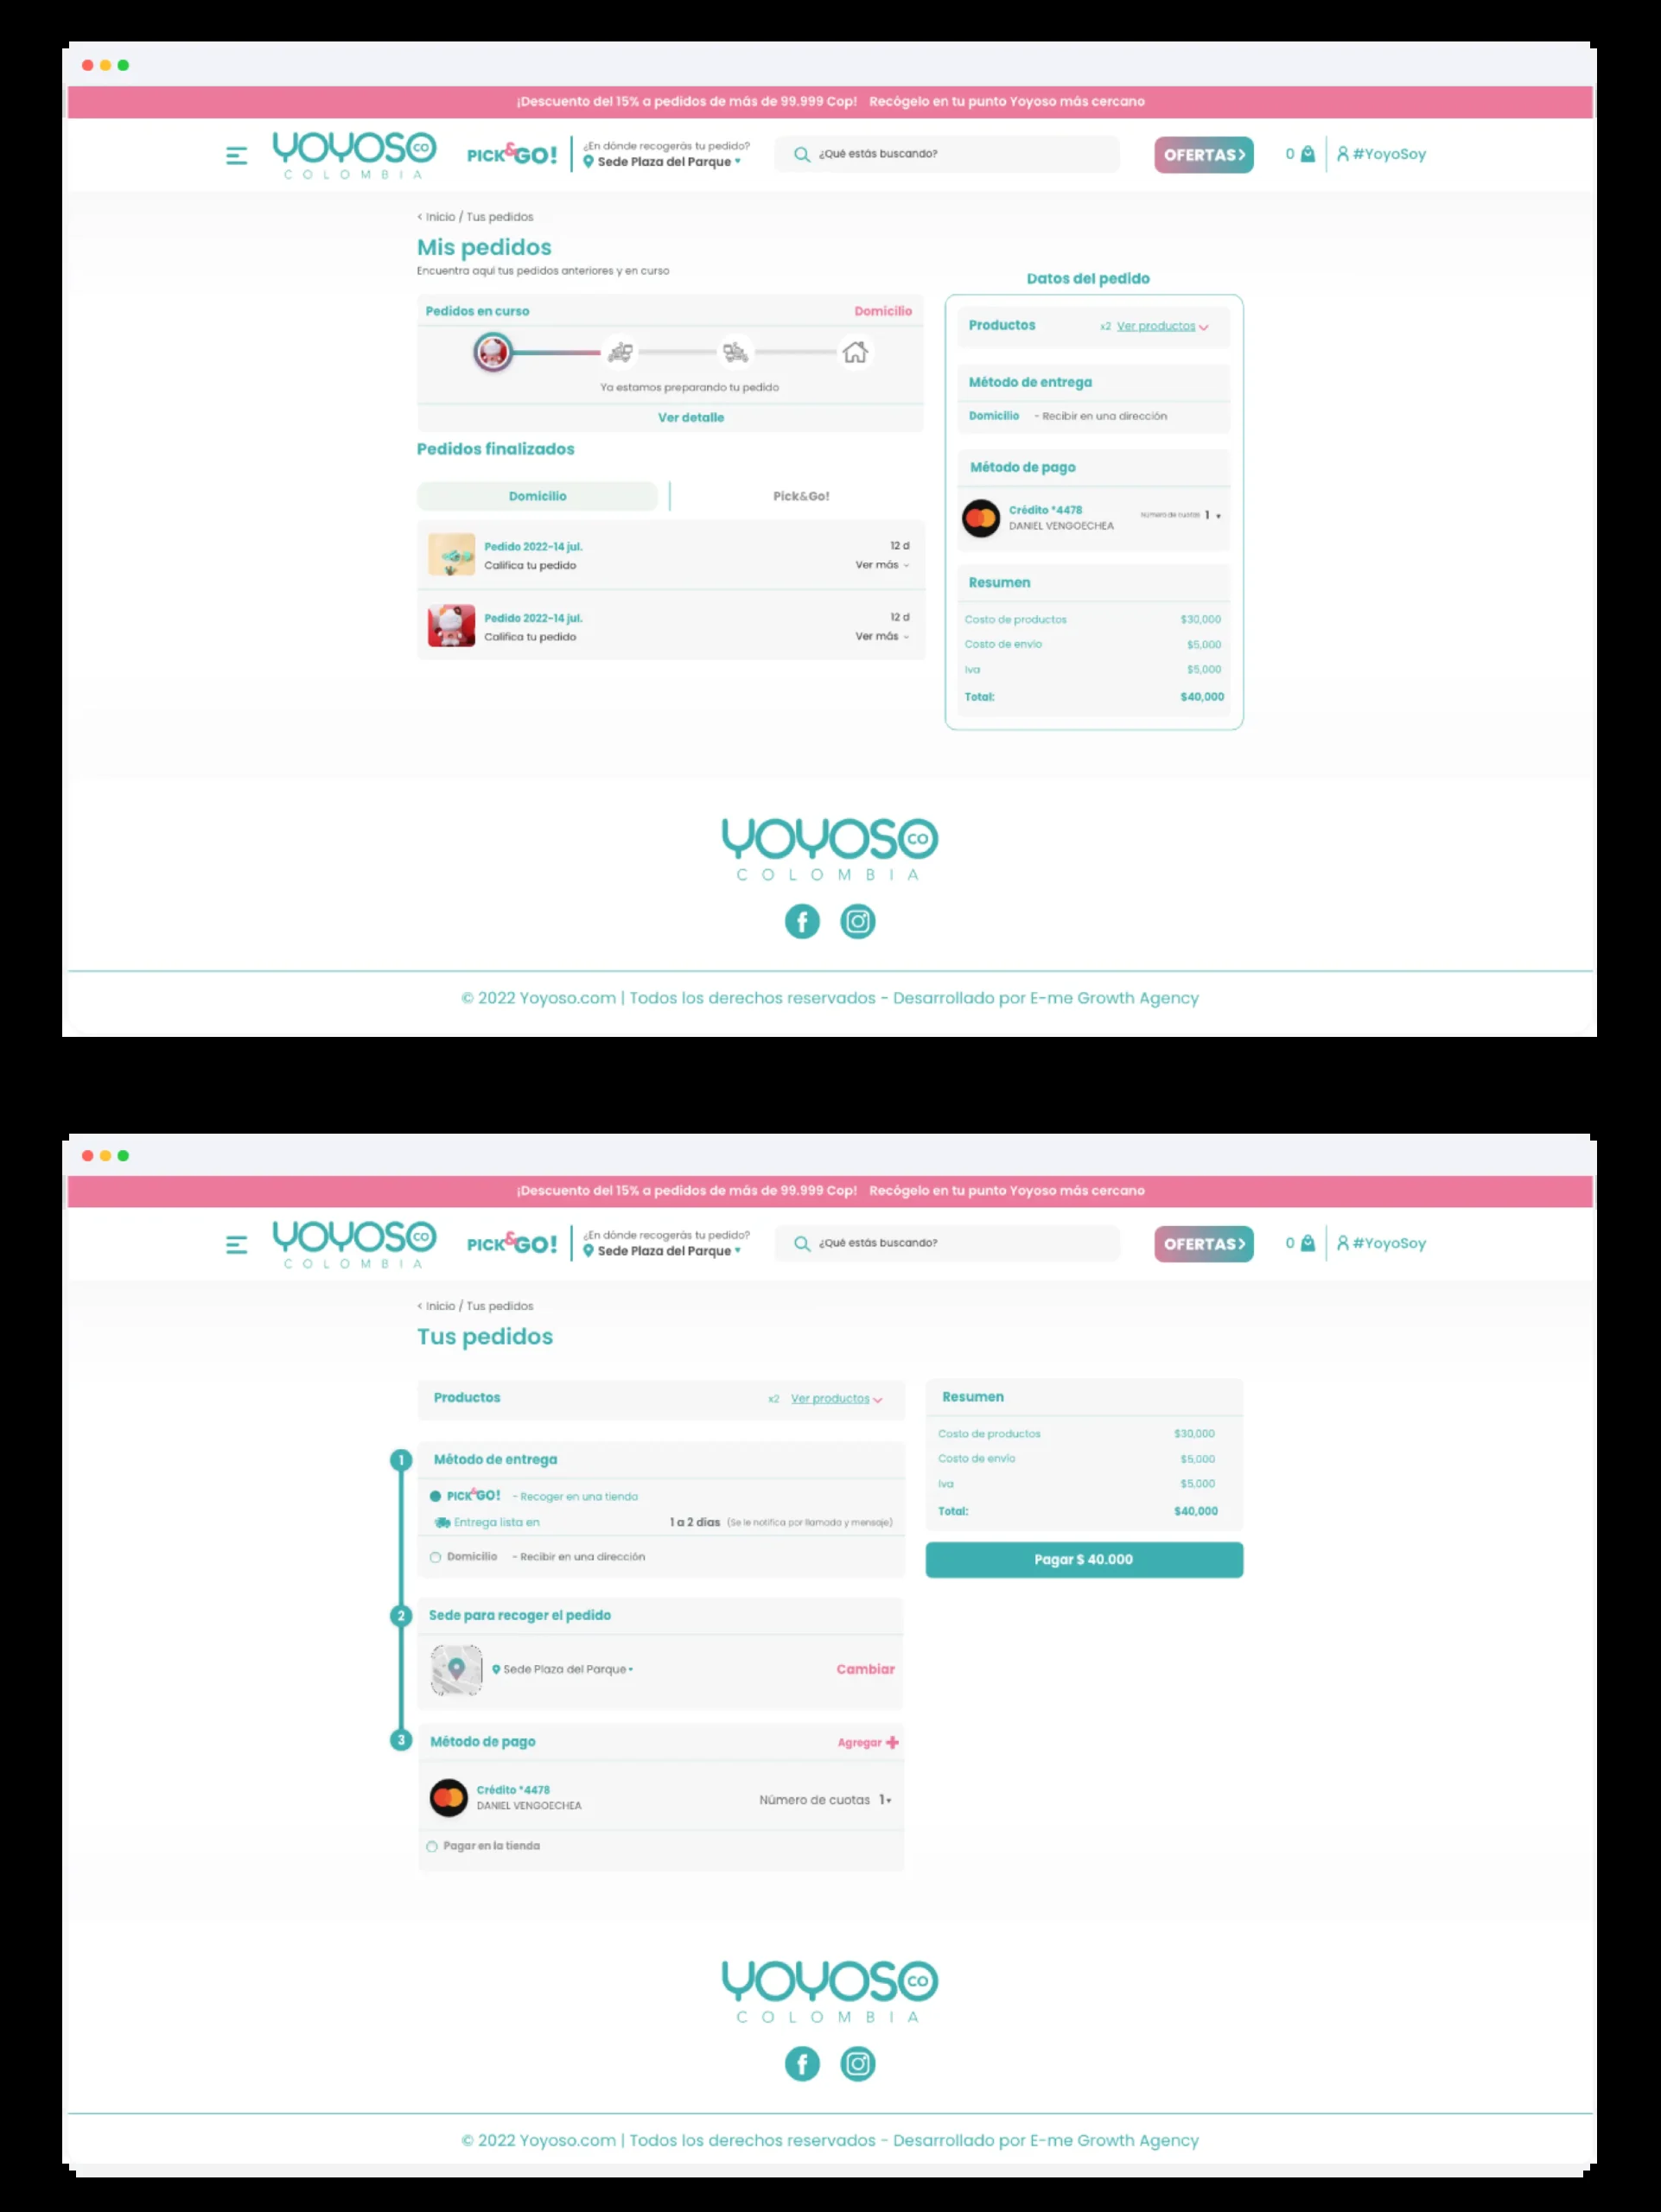 ¡Descuento del 15% a pedidos de más de 99.999 Cop! Recógelo en tu punto Yoyoso más cercano
YOYOSO CO
COLOMBIA
PICK&GO!
¿En dónde recogerás tu pedido?
Sede Plaza del Parque
¿Qué estás buscando?
OFERTAS>
0
#YoyoSoy
< Inicio / Tus pedidos
Mis pedidos
Encuentra aquí tus pedidos anteriores y en curso
Pedidos en curso
Domicilio
Ya estamos preparando tu pedido
Ver detalle
Pedidos finalizados
Domicilio
Pick&Go!
Pedido 2022-14 jul.
12 d
Califica tu pedido
Ver más
Pedido 2022-14 jul.
12 d
Califica tu pedido
Ver más
Datos del pedido
Productos
x2 Ver productos
Método de entrega
Domicilio - Recibir en una dirección
Método de pago
Crédito *4478
DANIEL VENGOECHEA
Número de cuotas 1
Resumen
Costo de productos $30,000
Costo de envío $5,000
Iva $5,000
Total: $40,000
YOYOSO CO
COLOMBIA
© 2022 Yoyoso.com | Todos los derechos reservados - Desarrollado por E-me Growth Agency
¡Descuento del 15% a pedidos de más de 99.999 Cop! Recógelo en tu punto Yoyoso más cercano
YOYOSO CO
COLOMBIA
PICK&GO!
¿En dónde recogerás tu pedido?
Sede Plaza del Parque
¿Qué estás buscando?
OFERTAS>
0
#YoyoSoy
< Inicio / Tus pedidos
Tus pedidos
Productos
x2 Ver productos
1
Método de entrega
PICK&GO! - Recoger en una tienda
Entrega lista en 1 a 2 días (Se le notifica por llamada y mensaje)
Domicilio - Recibir en una dirección
2
Sede para recoger el pedido
Sede Plaza del Parque
Cambiar
3
Método de pago
Agregar +
Crédito *4478
DANIEL VENGOECHEA
Número de cuotas 1
Pagar en la tienda
Resumen
Costo de productos $30,000
Costo de envío $5,000
Iva $5,000
Total: $40,000
Pagar $ 40.000
YOYOSO CO
COLOMBIA
© 2022 Yoyoso.com | Todos los derechos reservados - Desarrollado por E-me Growth Agency